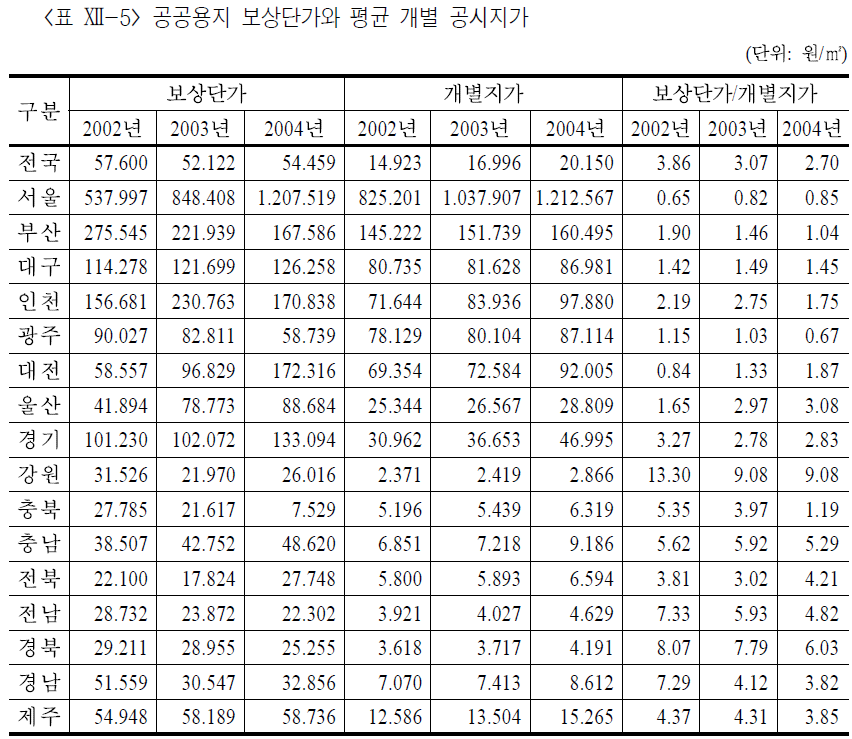 <표 Ⅻ-5> 공공용지 보상단가와 평균 개별 공시지가
(단위: 원/㎡)
구분 보상단가 개별지가 보상단가/개별지가
2002년 2003년 2004년 2002년 2003년 2004년 2002년 2003년 2004년
전국 57.600 52.122 54.459 14.923 16.996 20.150 3.86 3.07 2.70
서울 537.997 848.408 1.207.519 825.201 1.037.907 1.212.567 0.65 0.82 0.85
부산 275.545 221.939 167.586 145.222 151.739 160.495 1.90 1.46 1.04
대구 114.278 121.699 126.258 80.735 81.628 86.981 1.42 1.49 1.45
인천 156.681 230.763 170.838 71.644 83.936 97.880 2.19 2.75 1.75
광주 90.027 82.811 58.739 78.129 80.104 87.114 1.15 1.03 0.67
대전 58.557 96.829 172.316 69.354 72.584 92.005 0.84 1.33 1.87
울산 41.894 78.773 88.684 25.344 26.567 28.809 1.65 2.97 3.08
경기 101.230 102.072 133.094 30.962 36.653 46.995 3.27 2.78 2.83
강원 31.526 21.970 26.016 2.371 2.419 2.866 13.30 9.08 9.08
충북 27.785 21.617 7.529 5.196 5.439 6.319 5.35 3.97 1.19
충남 38.507 42.752 48.620 6.851 7.218 9.186 5.62 5.92 5.29
전북 22.100 17.824 27.748 5.800 5.893 6.594 3.81 3.02 4.21
전남 28.732 23.872 22.302 3.921 4.027 4.629 7.33 5.93 4.82
경북 29.211 28.955 25.255 3.618 3.717 4.191 8.07 7.79 6.03
경남 51.559 30.547 32.856 7.070 7.413 8.612 7.29 4.12 3.82
제주 54.948 58.189 58.736 12.586 13.504 15.265 4.37 4.31 3.85